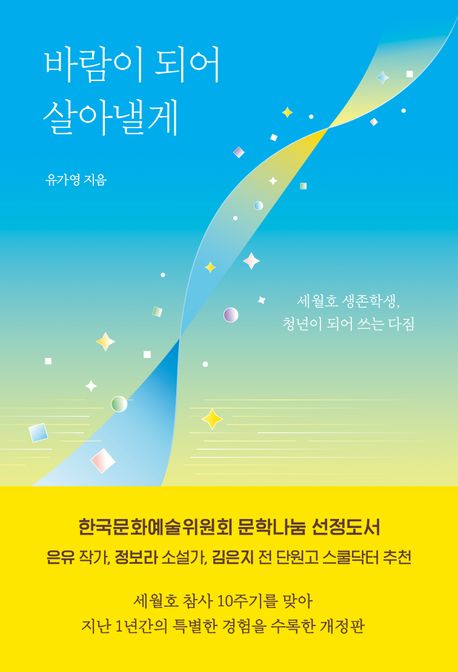 바람이 되어
살아낼게
유가영 지음
세월호 생존학생,
청년이 되어 쓰는 다짐
한국문화예술위원회 문학나눔 선정도서
은유 작가, 정보라 소설가, 김은지 전 단원고 스쿨닥터 추천
세월호 참사 10주기를 맞아
지난 1년간의 특별한 경험을 수록한 개정판